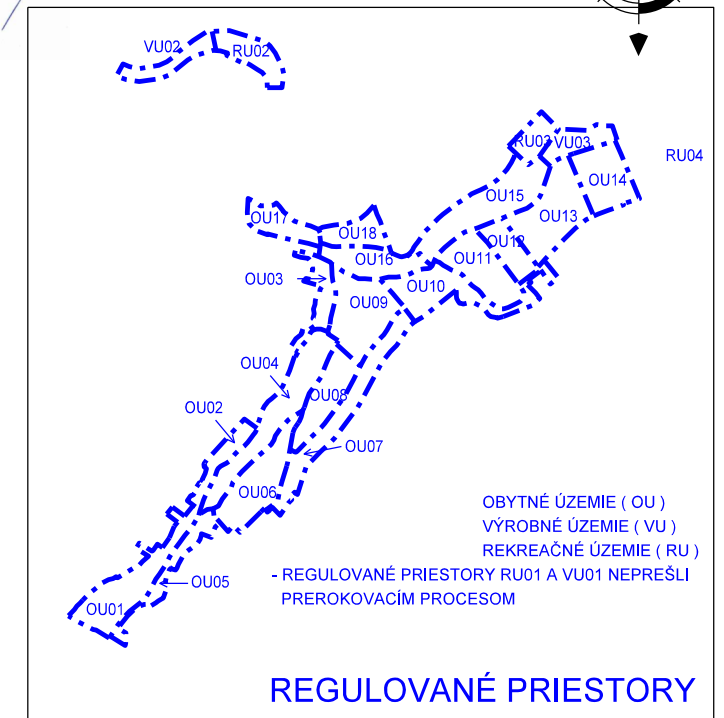 VU02
RU02
RU03
VU03
RU04
OU14
OU15
OU17
OU13
OU18
OU12
OU16
OU11
OU03
OU10
OU09
OU04
OU08
OU02
OU07
OU06
OBYTNÉ ÚZEMIE ( OU )
VÝROBNÉ ÚZEMIE ( VU )
REKREAČNÉ ÚZEMIE ( RU )
- REGULOVANÉ PRIESTORY RU01 A VU01 NEPREŠLI
PREROKOVACÍM PROCESOM
OU05
OU01
REGULOVANÉ PRIESTORY